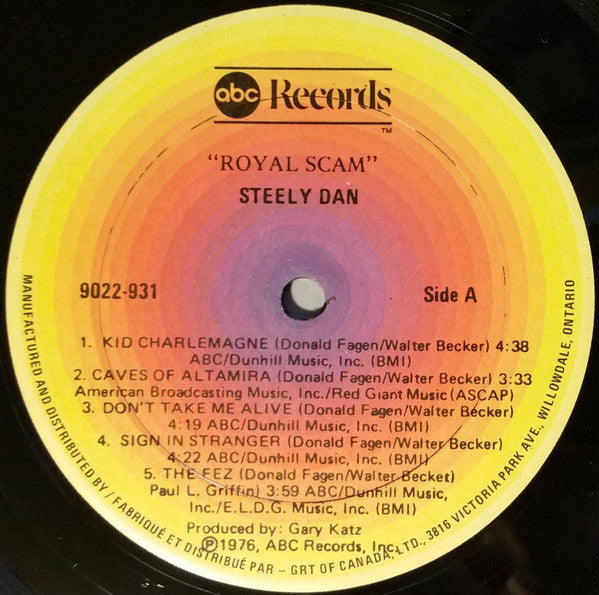 abc Records
TM
"ROYAL SCAM"
STEELY DAN
9022-931
Side A
1. KID CHARLEMAGNE (Donald Fagen/Walter Becker) 4:38
ABC/Dunhill Music, Inc. (BMI)
2. CAVES OF ALTAMIRA (Donald Fagen/Walter Becker) 3:33
American Broadcasting Music, Inc./Red Giant Music (ASCAP)
3. DON'T TAKE ME ALIVE (Donald Fagen/Walter Becker)
4:19 ABC/Dunhill Music, Inc. (BMI)
4. SIGN IN STRANGER (Donald Fagen/Walter Becker)
4:22 ABC/Dunhill Music, Inc. (BMI)
5. THE FEZ (Donald Fagen/Walter Becket)
Paul L. Griffin) 3:59 ABC/Dunhill Music,
Inc./E.L.D.G. Music, Inc. (BMI)
Produced by: Gary Katz
℗1976, ABC Records, Inc.
MANUFACTURED AND DISTRIBUTED BY / FABRIQUÉ ET DISTRIBUÉ PAR - GRT OF CANADA, LTD., 3816 VICTORIA PARK AVE., WILLOWDALE, ONTARIO